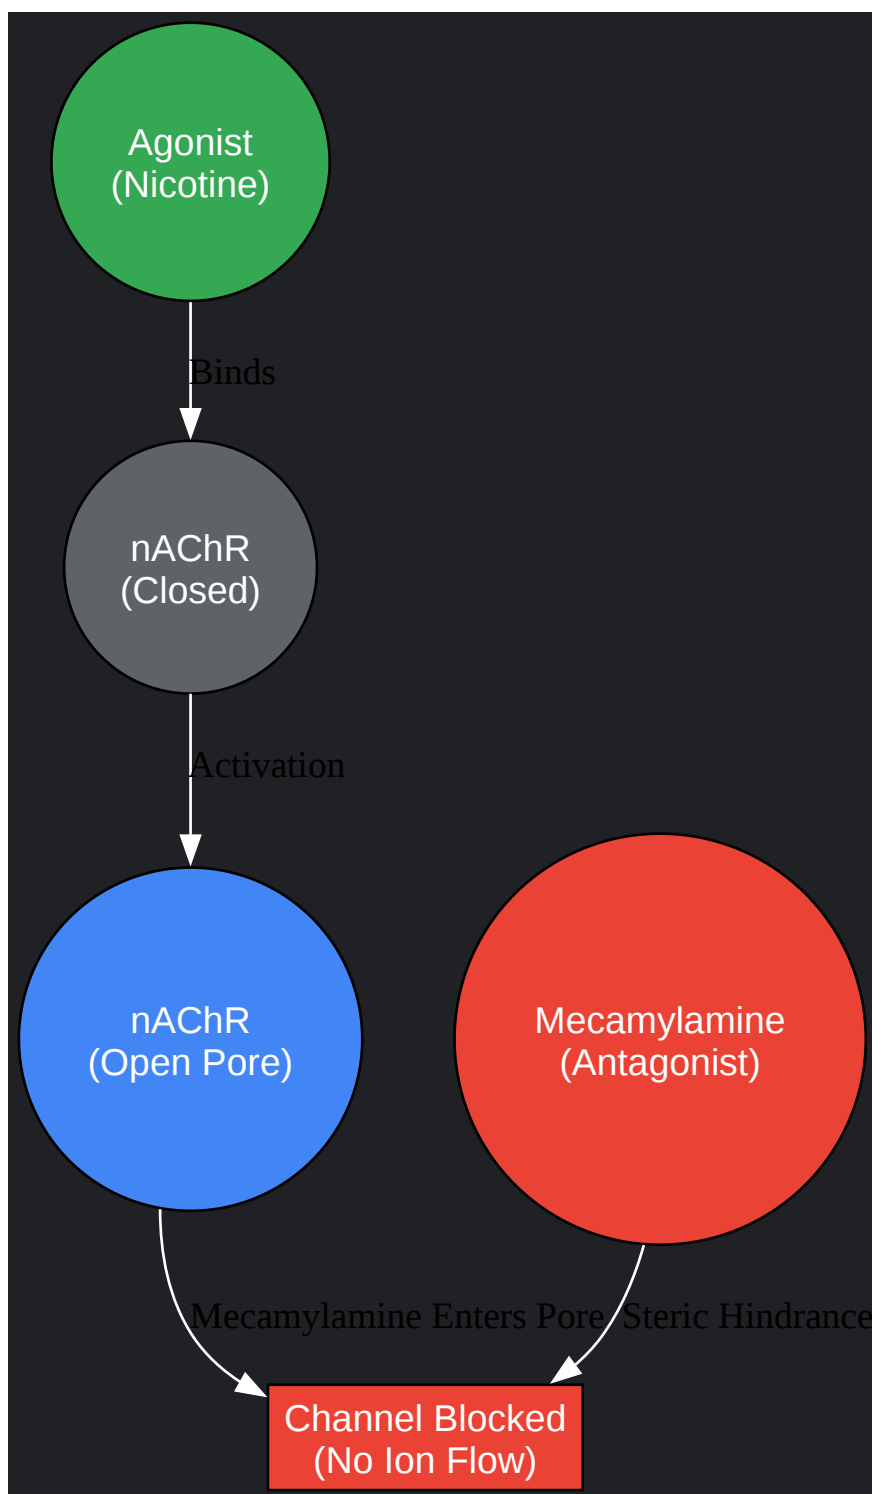 Agonist
(Nicotine)
Binds
nAChR
(Closed)
Activation
nAChR
(Open Pore)
Mecamylamine
(Antagonist)
Mecamylamine Enters Pore
Steric Hindrance
Channel Blocked
(No Ion Flow)